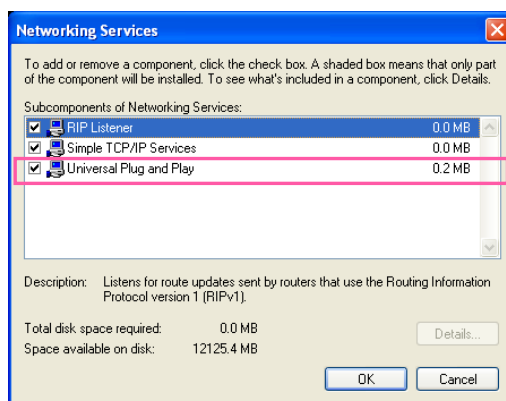 Networking Services
To add or remove a component, click the check box. A shaded box means that only part
of the component will be installed. To see what's included in a component, click Details.
Subcomponents of Networking Services:
RIP Listener 0.0 MB
Simple TCP/IP Services 0.0 MB
Universal Plug and Play 0.2 MB
Description: Listens for route updates sent by routers that use the Routing Information
Protocol version 1 (RIPv1).
Total disk space required: 0.0 MB
Details...
Space available on disk: 12125.4 MB
OK Cancel